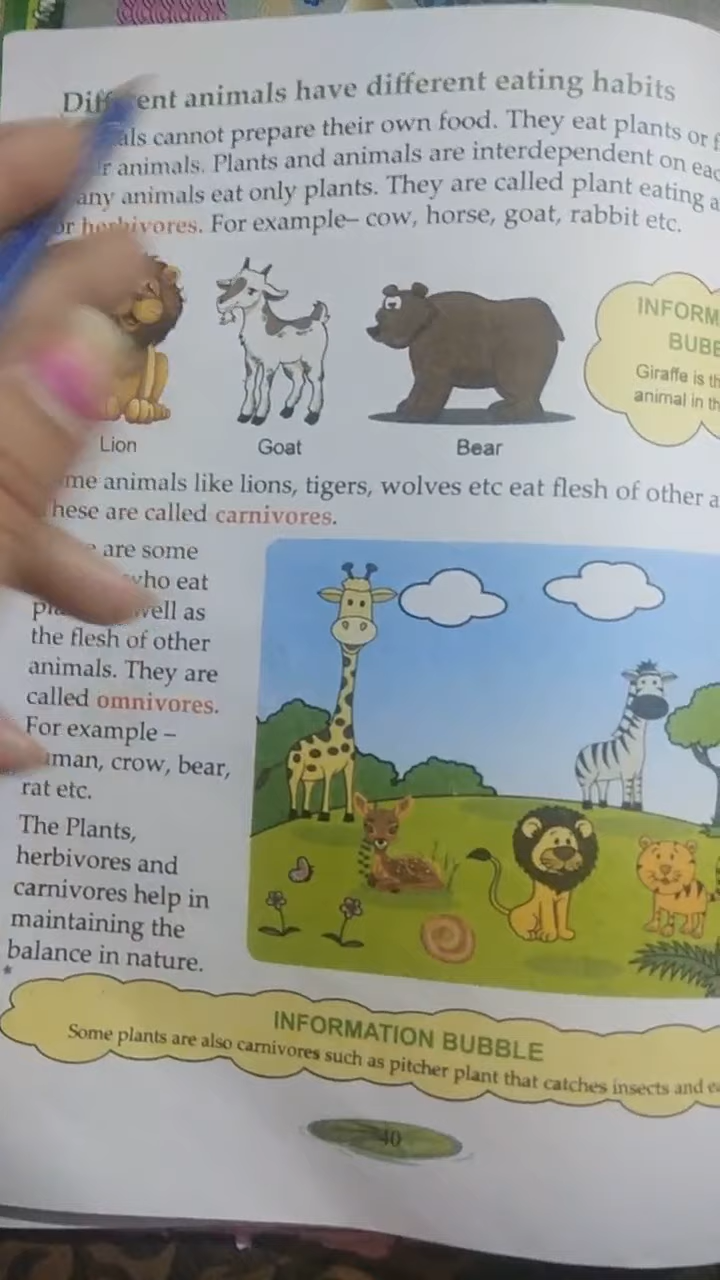 Different animals have different eating habits
als cannot prepare their own food. They eat plants or f
r animals. Plants and animals are interdependent on eac
any animals eat only plants. They are called plant eating a
or herbivores. For example– cow, horse, goat, rabbit etc.
INFORM
BUBB
Giraffe is th
animal in th
Lion Goat Bear
me animals like lions, tigers, wolves etc eat flesh of other a
hese are called carnivores.
are some
who eat
well as
the flesh of other
animals. They are
called omnivores.
For example –
man, crow, bear,
rat etc.
The Plants,
herbivores and
carnivores help in
maintaining the
balance in nature.
INFORMATION BUBBLE
Some plants are also carnivores such as pitcher plant that catches insects and ea
40